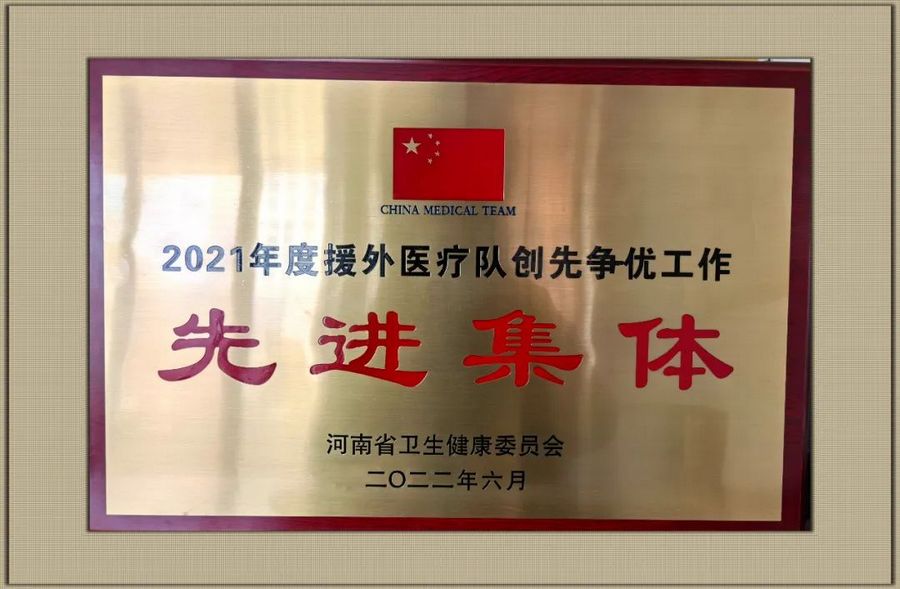 CHINA MEDICAL TEAM
2021年度援外医疗队创先争优工作
先进集体
河南省卫生健康委员会
二〇二二年六月